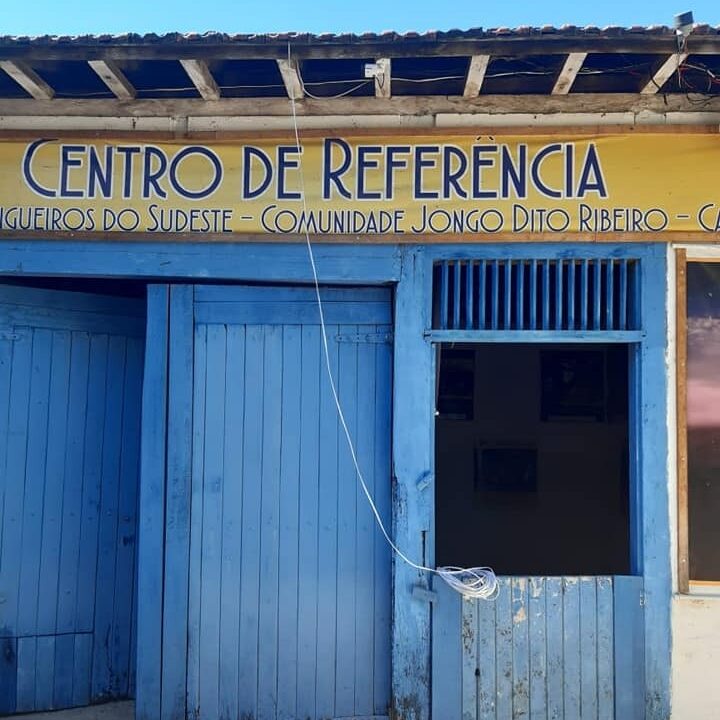 CENTRO DE REFERÊNCIA
NGUEIROS DO SUDESTE – COMUNIDADE JONGO DITO RIBEIRO – CA